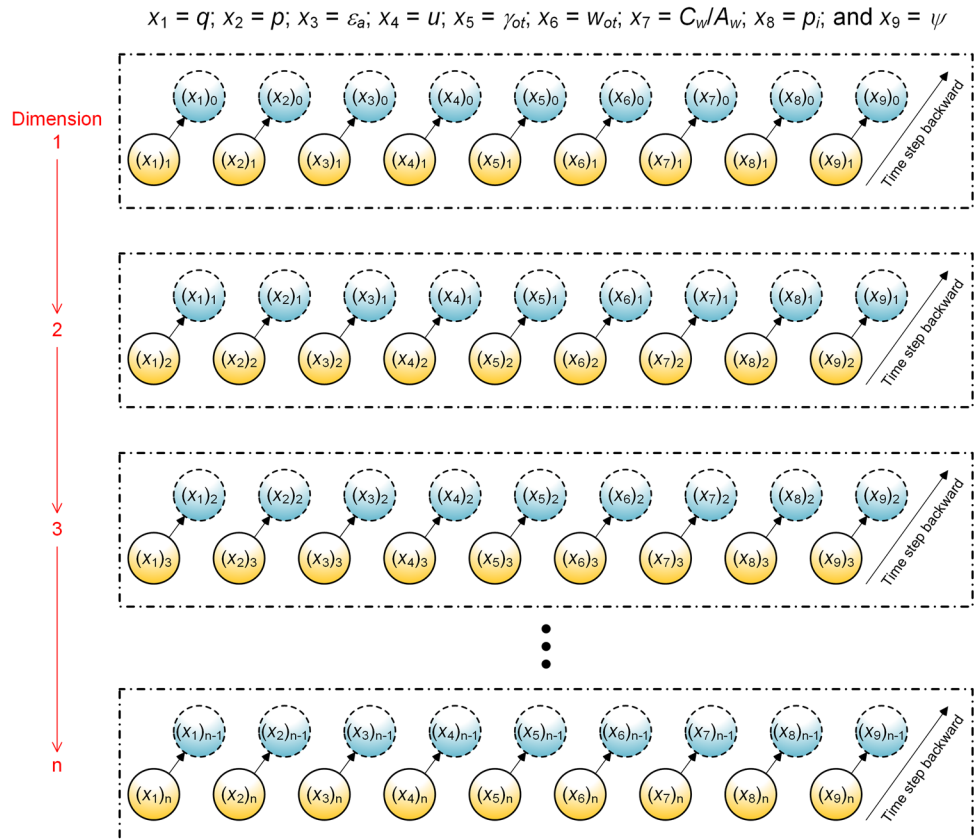 x₁ = q; x₂ = p; x₃ = εₐ; x₄ = u; x₅ = γₒₜ; x₆ = wₒₜ; x₇ = C_w/A_w; x₈ = pᵢ; and x₉ = ψ
(x₁)₀ (x₂)₀ (x₃)₀ (x₄)₀ (x₅)₀ (x₆)₀ (x₇)₀ (x₈)₀ (x₉)₀
Dimension
1
(x₁)₁ (x₂)₁ (x₃)₁ (x₄)₁ (x₅)₁ (x₆)₁ (x₇)₁ (x₈)₁ (x₉)₁
Time step backward
(x₁)₁ (x₂)₁ (x₃)₁ (x₄)₁ (x₅)₁ (x₆)₁ (x₇)₁ (x₈)₁ (x₉)₁
2
(x₁)₂ (x₂)₂ (x₃)₂ (x₄)₂ (x₅)₂ (x₆)₂ (x₇)₂ (x₈)₂ (x₉)₂
Time step backward
(x₁)₂ (x₂)₂ (x₃)₂ (x₄)₂ (x₅)₂ (x₆)₂ (x₇)₂ (x₈)₂ (x₉)₂
3
(x₁)₃ (x₂)₃ (x₃)₃ (x₄)₃ (x₅)₃ (x₆)₃ (x₇)₃ (x₈)₃ (x₉)₃
Time step backward
(x₁)ₙ₋₁ (x₂)ₙ₋₁ (x₃)ₙ₋₁ (x₄)ₙ₋₁ (x₅)ₙ₋₁ (x₆)ₙ₋₁ (x₇)ₙ₋₁ (x₈)ₙ₋₁ (x₉)ₙ₋₁
n
(x₁)ₙ (x₂)ₙ (x₃)ₙ (x₄)ₙ (x₅)ₙ (x₆)ₙ (x₇)ₙ (x₈)ₙ (x₉)ₙ
Time step backward